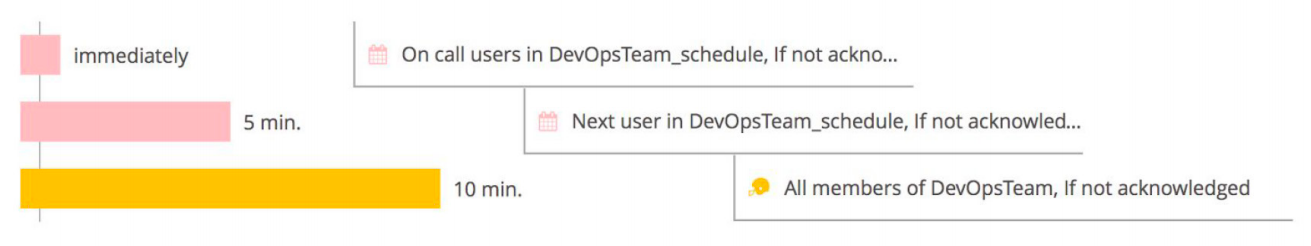 immediately On call users in DevOpsTeam_schedule, If not ackno...
5 min. Next user in DevOpsTeam_schedule, If not acknowled...
10 min. All members of DevOpsTeam, If not acknowledged